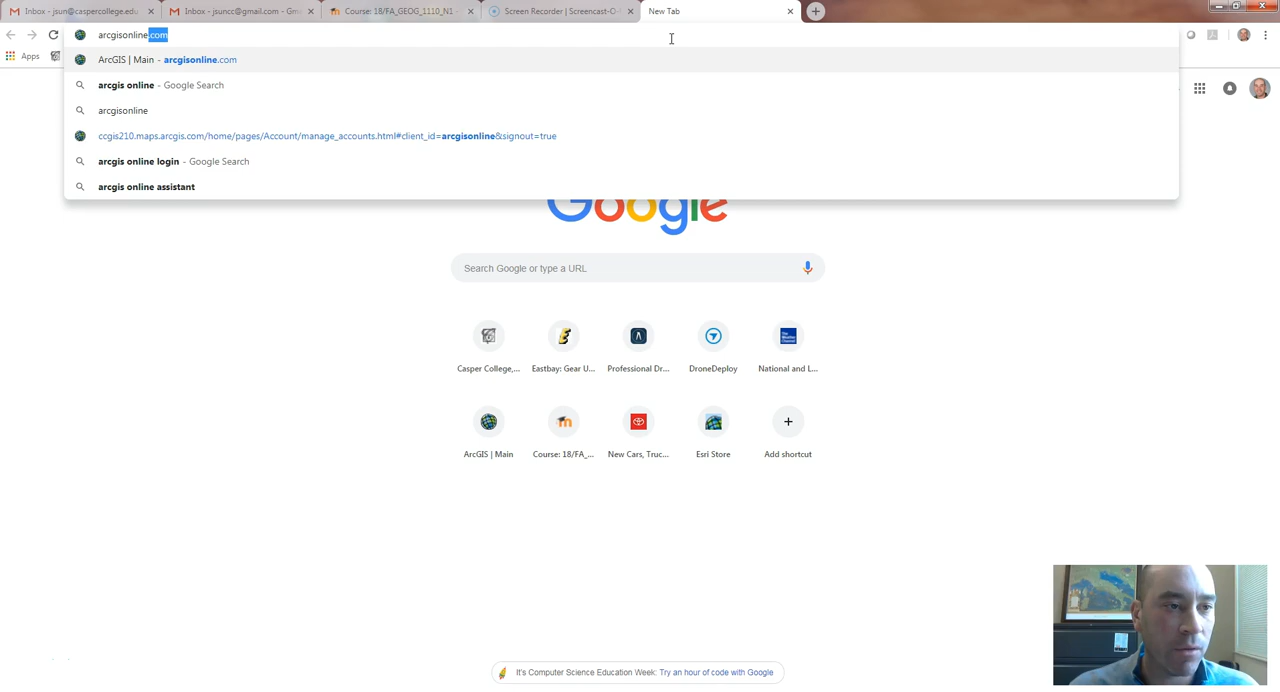 Inbox - jsun@caspercollege.edu
Inbox - jsuncc@gmail.com - Gm
Course: 18/FA_GEOG_1110_N1 -
Screen Recorder | Screencast-O-
New Tab
arcgisonline.com
Apps
ArcGIS | Main - arcgisonline.com
arcgis online - Google Search
arcgisonline
ccgis210.maps.arcgis.com/home/pages/Account/manage_accounts.html#client_id=arcgisonline&signout=true
arcgis online login - Google Search
arcgis online assistant
Google
Search Google or type a URL
Casper College,...
Eastbay: Gear U...
Professional Dr...
DroneDeploy
National and L...
ArcGIS | Main
Course: 18/FA_...
New Cars, Truc...
Esri Store
Add shortcut
It's Computer Science Education Week: Try an hour of code with Google